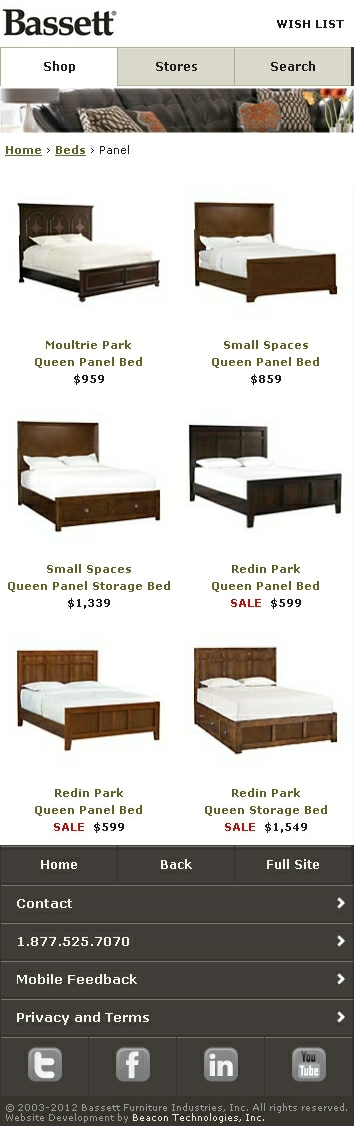 Bassett®
WISH LIST
Shop
Stores
Search
Home › Beds › Panel
Moultrie Park
Queen Panel Bed
$959
Small Spaces
Queen Panel Bed
$859
Small Spaces
Queen Panel Storage Bed
$1,339
Redin Park
Queen Panel Bed
SALE $599
Redin Park
Queen Panel Bed
SALE $599
Redin Park
Queen Storage Bed
SALE $1,549
Home
Back
Full Site
Contact
1.877.525.7070
Mobile Feedback
Privacy and Terms
You
Tube
© 2003-2012 Bassett Furniture Industries, Inc. All rights reserved.
Website Development by Beacon Technologies, Inc.